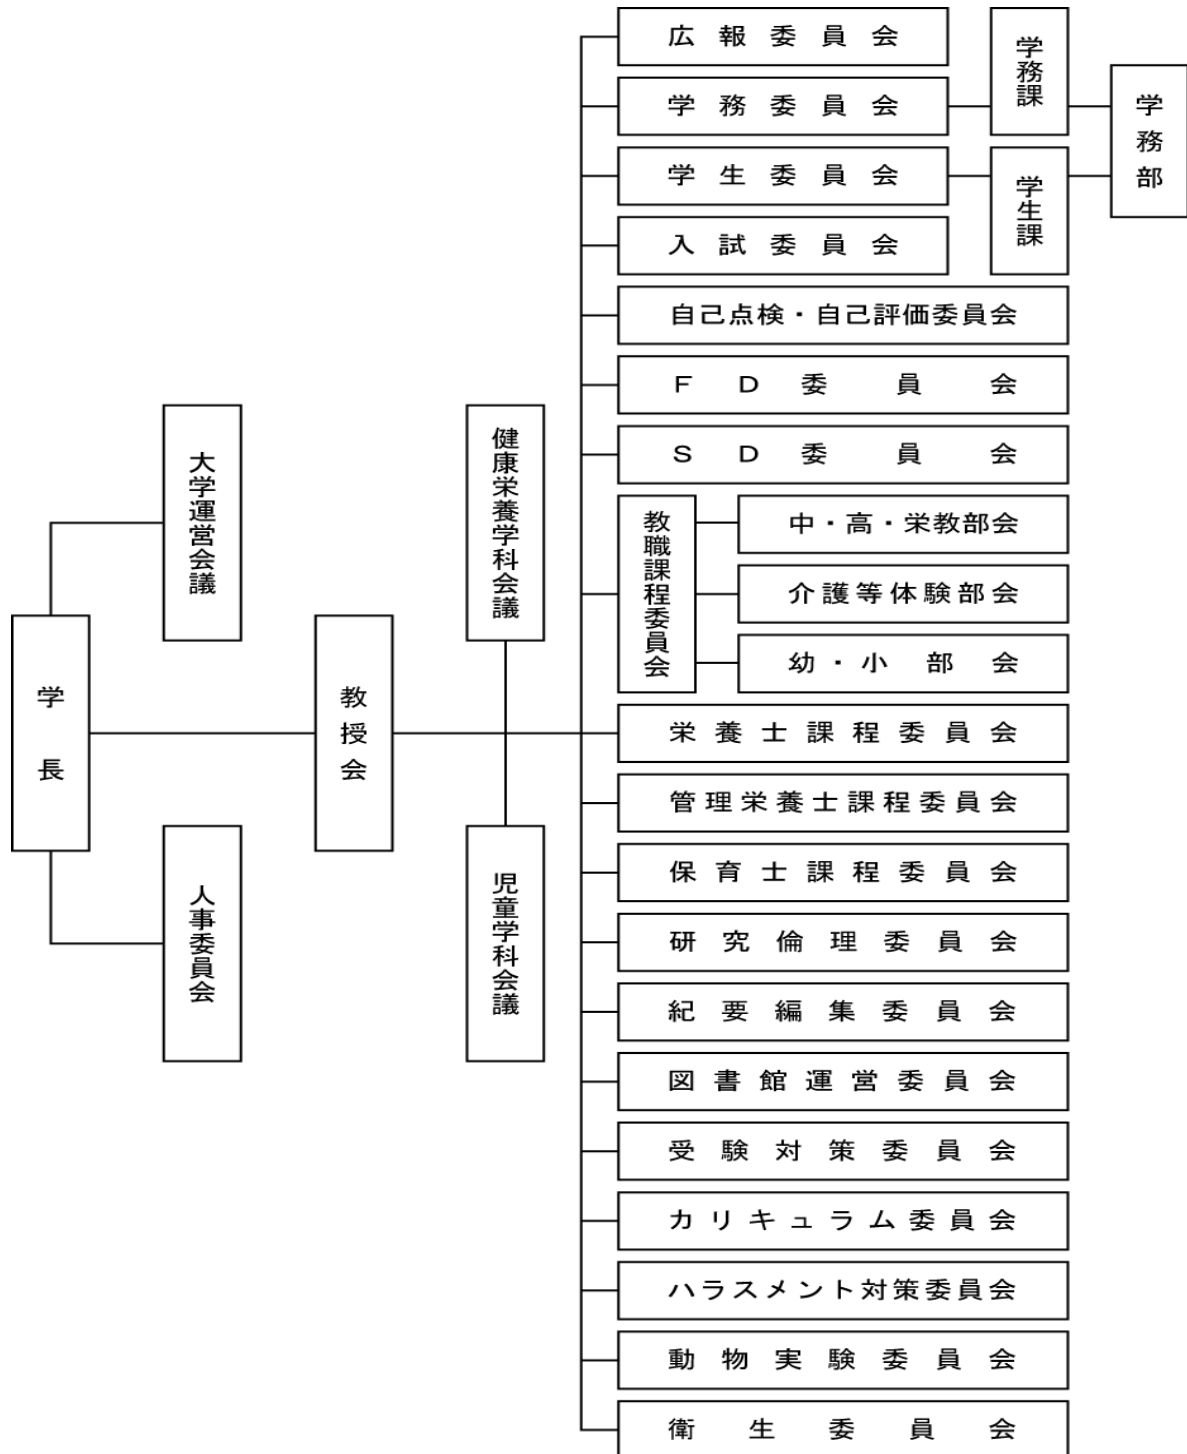 広報委員会
学務課
学務委員会
学務部
学生委員会
学生課
入試委員会
自己点検・自己評価委員会
FD委員会
SD委員会
大学運営会議
健康栄養学科会議
教職課程委員会
中・高・栄教部会
介護等体験部会
幼・小部会
学長
教授会
栄養士課程委員会
管理栄養士課程委員会
人事委員会
児童学科会議
保育士課程委員会
研究倫理委員会
紀要編集委員会
図書館運営委員会
受験対策委員会
カリキュラム委員会
ハラスメント対策委員会
動物実験委員会
衛生委員会